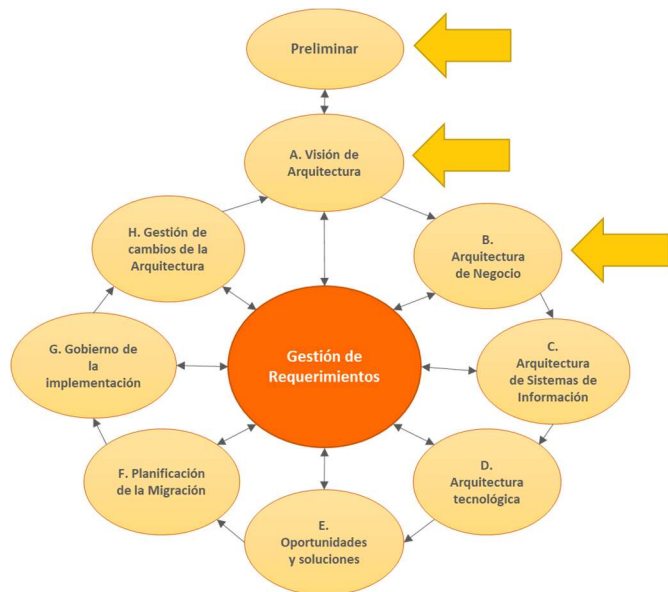 Preliminar
A. Visión de
Arquitectura
B.
Arquitectura
de Negocio
C.
Arquitectura
de Sistemas de
Información
D.
Arquitectura
tecnológica
E.
Oportunidades
y soluciones
F. Planificación
de la Migración
G. Gobierno de
la
implementación
H. Gestión de
cambios de la
Arquitectura
Gestión de
Requerimientos